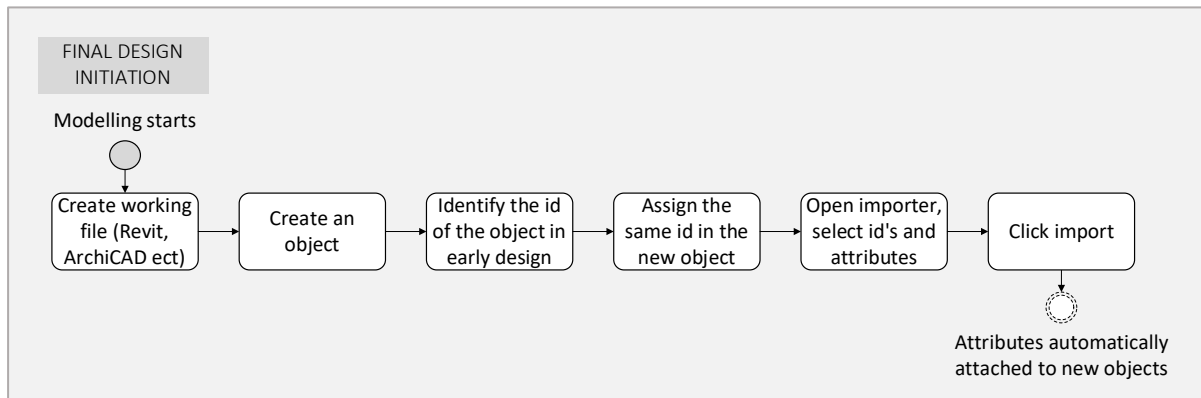 FINAL DESIGN
INITIATION
Modelling starts
Create working
file (Revit,
ArchiCAD ect)
Create an
object
Identify the id
of the object in
early design
Assign the
same id in the
new object
Open importer,
select id's and
attributes
Click import
Attributes automatically
attached to new objects